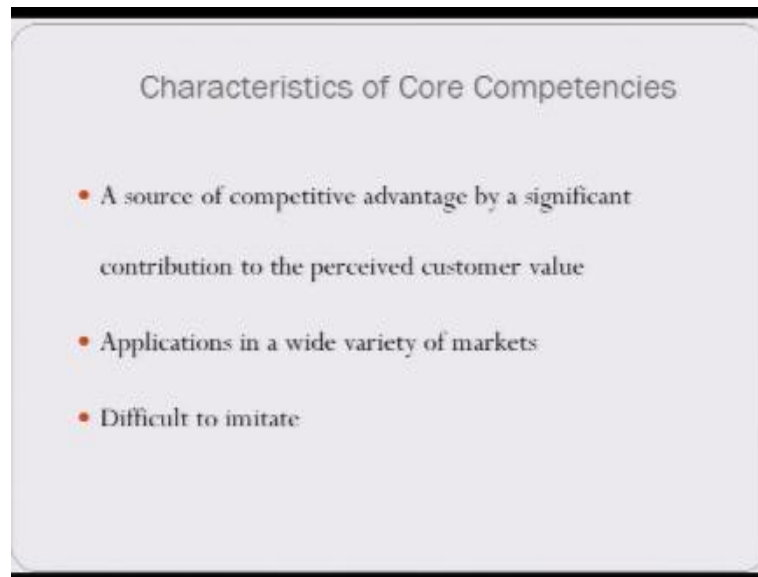 Characteristics of Core Competencies
• A source of competitive advantage by a significant
contribution to the perceived customer value
• Applications in a wide variety of markets
• Difficult to imitate